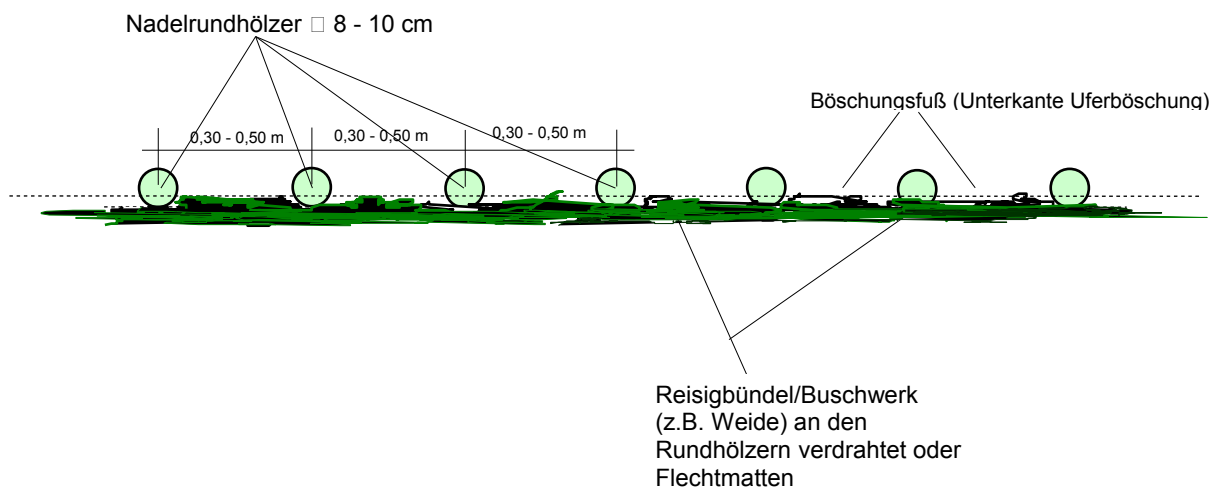 Nadelrundhölzer □ 8 - 10 cm
Böschungsfuß (Unterkante Uferböschung)
0,30 - 0,50 m
0,30 - 0,50 m
0,30 - 0,50 m
Reisigbündel/Buschwerk
(z.B. Weide) an den
Rundhölzern verdrahtet oder
Flechtmatten